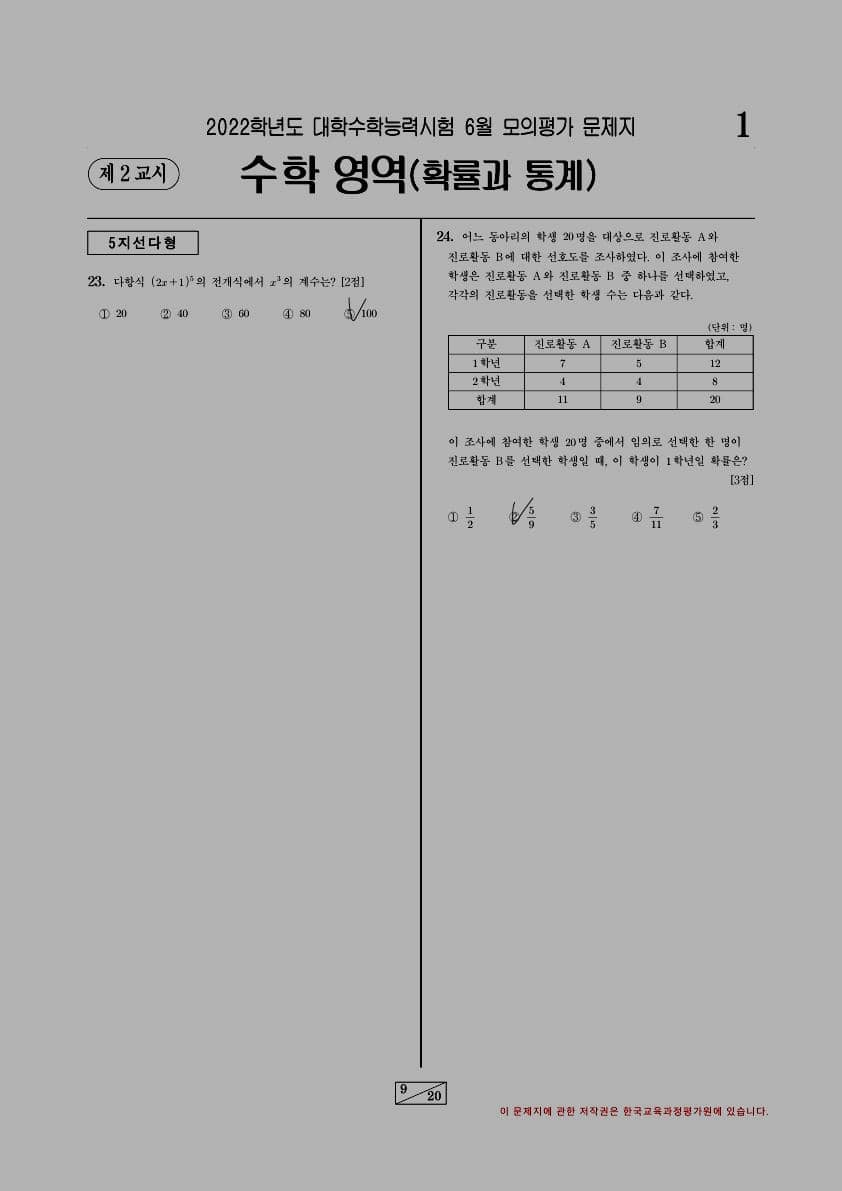 2022학년도 대학수학능력시험 6월 모의평가 문제지
1
제 2 교시
수학 영역(확률과 통계)
5지선다형
23. 다항식 (2x+1)⁵의 전개식에서 x³의 계수는? [2점]
① 20 ② 40 ③ 60 ④ 80 ⑤ 100
24. 어느 동아리의 학생 20명을 대상으로 진로활동 A와
진로활동 B에 대한 선호도를 조사하였다. 이 조사에 참여한
학생은 진로활동 A와 진로활동 B 중 하나를 선택하였고,
각각의 진로활동을 선택한 학생 수는 다음과 같다.
(단위 : 명)
구분 진로활동 A 진로활동 B 합계
1학년 7 5 12
2학년 4 4 8
합계 11 9 20
이 조사에 참여한 학생 20명 중에서 임의로 선택한 한 명이
진로활동 B를 선택한 학생일 때, 이 학생이 1학년일 확률은?
[3점]
① 1/2 ② 5/9 ③ 3/5 ④ 7/11 ⑤ 2/3
9/20
이 문제지에 관한 저작권은 한국교육과정평가원에 있습니다.